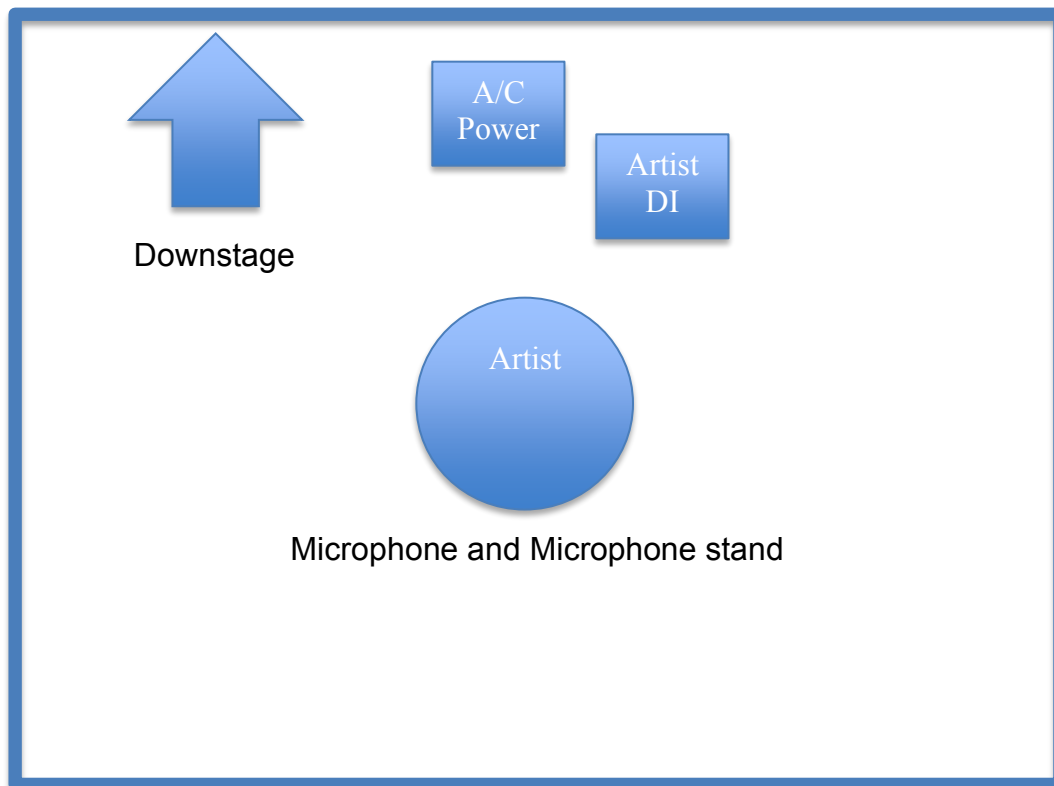 A/C
Power
Artist
DI
Downstage
Artist
Microphone and Microphone stand